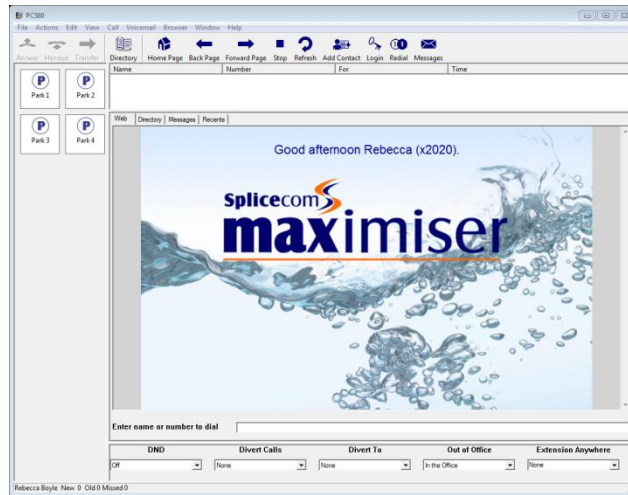 PCS60
File Actions Edit View Call Voicemail Browser Window Help
Answer Hangup Transfer Directory Home Page Back Page Forward Page Stop Refresh Add Contact Login Redial Messages
Name Number For Time
P P
Park 1 Park 2
P P
Park 3 Park 4
Web Directory Messages Recents
Good afternoon Rebecca (x2020).
Splicecom
maximiser
Enter name or number to dial
DND Divert Calls Divert To Out of Office Extension Anywhere
Off None None In the Office None
Rebecca Boyle New 0 Old 0 Missed 0